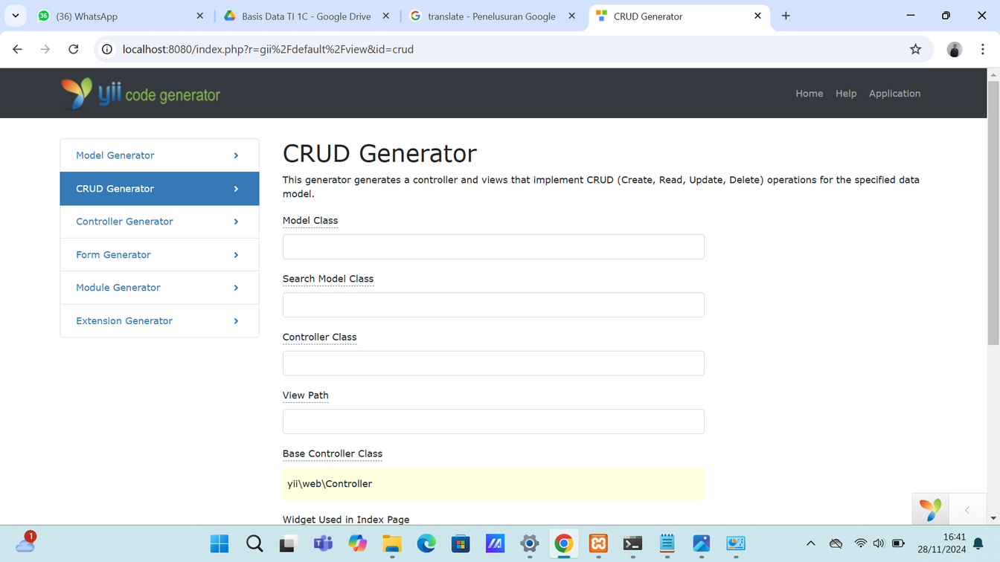 (36) WhatsApp
Basis Data TI 1C - Google Drive
translate - Penelusuran Google
CRUD Generator
localhost:8080/index.php?r=gii%2Fdefault%2Fview&id=crud
yii code generator
Home
Help
Application
Model Generator
CRUD Generator
Controller Generator
Form Generator
Module Generator
Extension Generator
CRUD Generator
This generator generates a controller and views that implement CRUD (Create, Read, Update, Delete) operations for the specified data
model.
Model Class
Search Model Class
Controller Class
View Path
Base Controller Class
yii\web\Controller
Widget Used in Index Page
1
16:41
28/11/2024